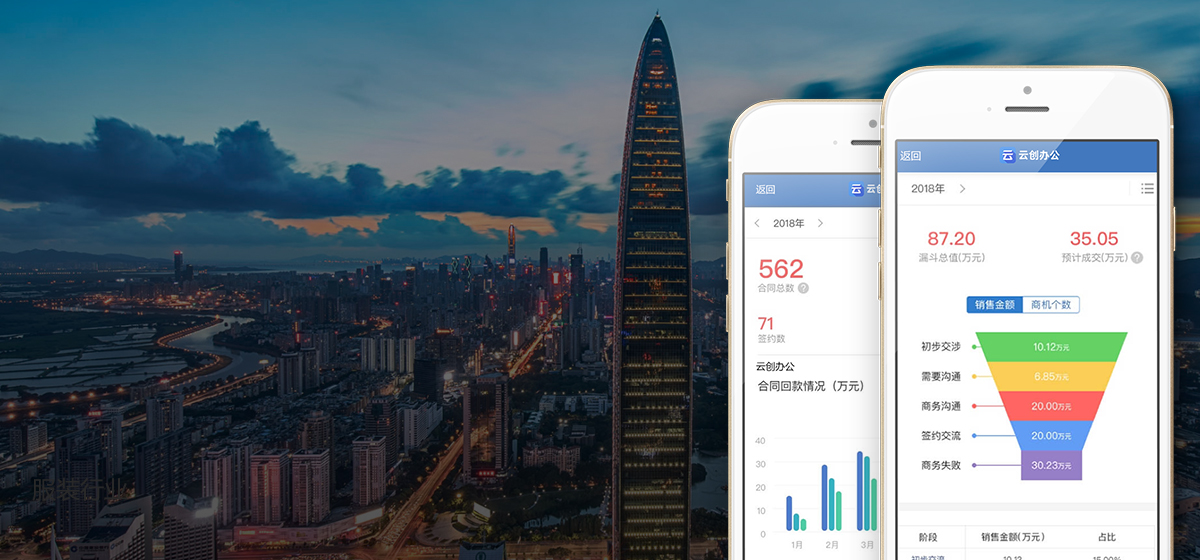 服装行业
返回
云 云创
2018年
562
合同总数 ?
71
签约数
云创办公
合同回款情况（万元）
40
30
20
10
0
1月 2月 3月
返回
云 云创办公
2018年
87.20
漏斗总值(万元)
35.05
预计成交(万元) ?
销售金额 商机个数
初步交涉 10.12万元
需要沟通 6.85万元
商务沟通 20.00万元
签约交流 20.00万元
商务失败 30.23万元
阶段 销售金额(万元) 占比
初步交流 10.12 15.00%